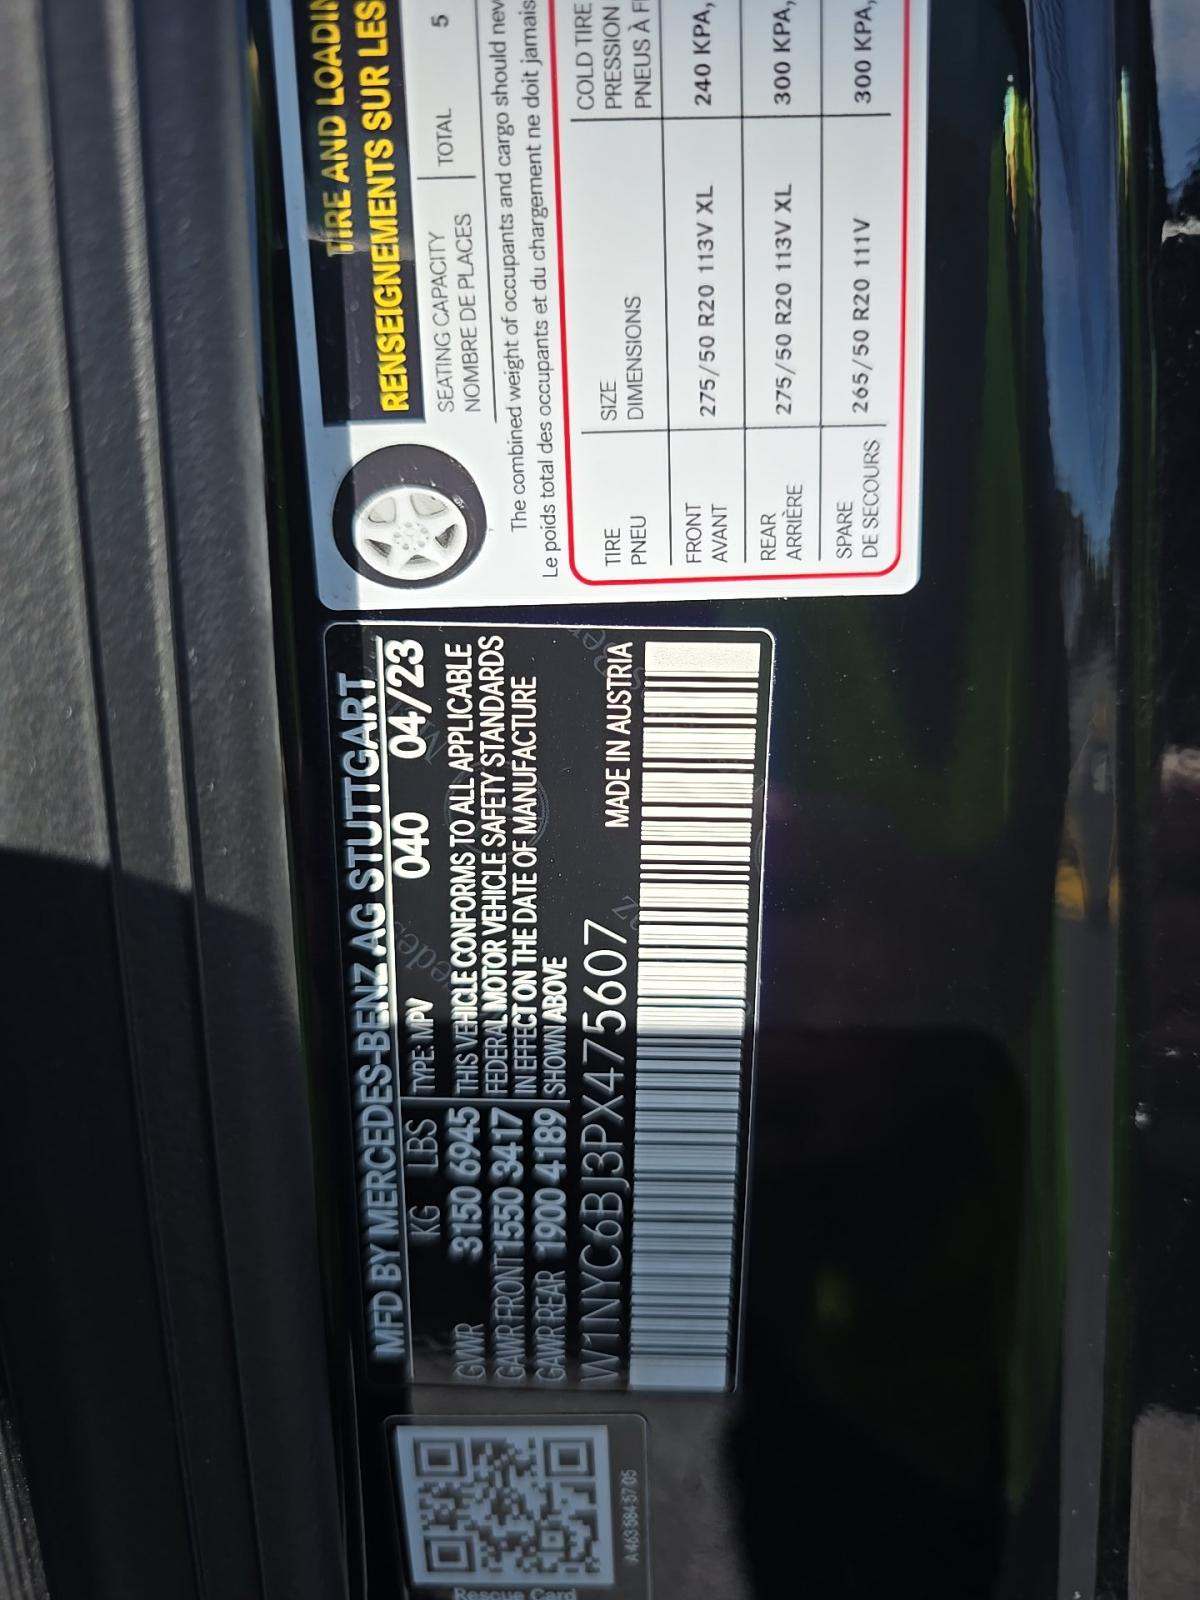 Rescue Card
A 463 584 57 05
MFD BY MERCEDES-BENZ AG STUTTGART
KG LBS TYPE: MPV 040 04/23
GVWR 3150 6945
GAWR FRONT 1550 3417
GAWR REAR 1900 4189
THIS VEHICLE CONFORMS TO ALL APPLICABLE
FEDERAL MOTOR VEHICLE SAFETY STANDARDS
IN EFFECT ON THE DATE OF MANUFACTURE
SHOWN ABOVE
MADE IN AUSTRIA
W1NYC6BJ3PX475607
TIRE AND LOADIN
RENSEIGNEMENTS SUR LES
SEATING CAPACITY
NOMBRE DE PLACES
TOTAL 5
The combined weight of occupants and cargo should nev
Le poids total des occupants et du chargement ne doit jamais
TIRE SIZE COLD TIRE
PNEU DIMENSIONS PRESSION
PNEUS À F
FRONT
AVANT 275/50 R20 113V XL 240 KPA,
REAR
ARRIÈRE 275/50 R20 113V XL 300 KPA,
SPARE
DE SECOURS 265/50 R20 111V 300 KPA,